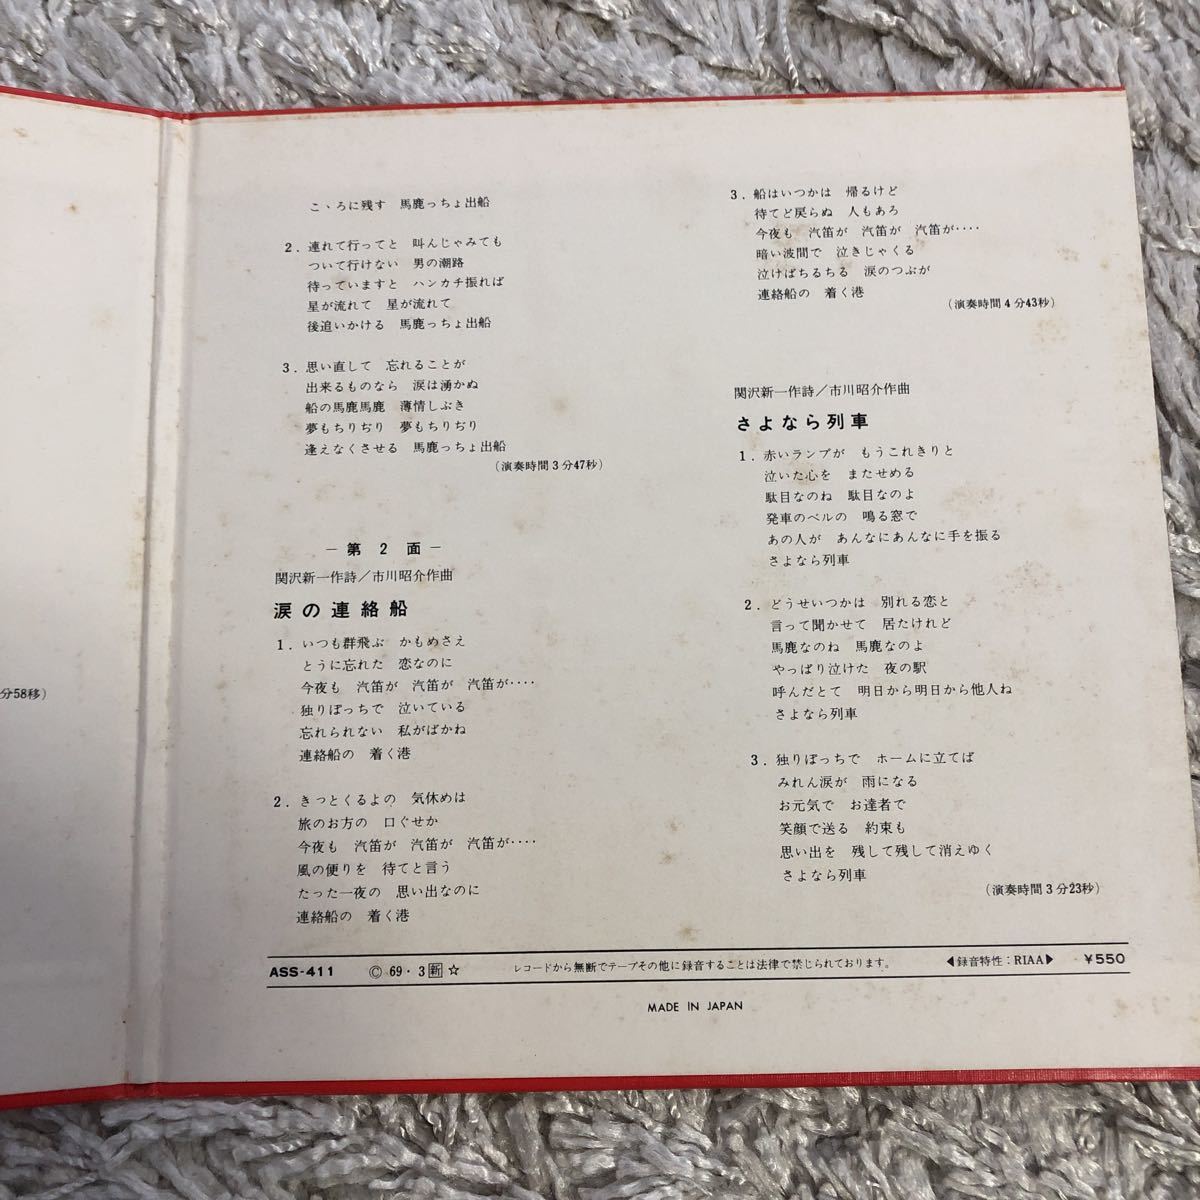 分58秒)
こゝろに残す　馬鹿っちょ出船
2. 連れて行ってと　叫んじゃみても
ついて行けない　男の潮路
待っていますと　ハンカチ振れば
星が流れて　星が流れて
後追いかける　馬鹿っちょ出船
3. 思い直して　忘れることが
出来るものなら　涙は湧かぬ
船の馬鹿馬鹿　薄情しぶき
夢もちりぢり　夢もちりぢり
逢えなくさせる　馬鹿っちょ出船
(演奏時間3分47秒)
－第2面－
関沢新一作詩／市川昭介作曲
涙の連絡船
1. いつも群飛ぶ　かもめさえ
とうに忘れた　恋なのに
今夜も　汽笛が　汽笛が　汽笛が‥‥
独りぽっちで　泣いている
忘れられない　私がばかね
連絡船の　着く港
2. きっとくるよの　気休めは
旅のお方の　口ぐせか
今夜も　汽笛が　汽笛が　汽笛が‥‥
風の便りを　待てと言う
たった一夜の　思い出なのに
連絡船の　着く港
3. 船はいつかは　帰るけど
待てど戻らぬ　人もあろ
今夜も　汽笛が　汽笛が　汽笛が‥‥
暗い波間で　泣きじゃくる
泣けばちるちる　涙のつぶが
連絡船の　着く港
(演奏時間4分43秒)
関沢新一作詩／市川昭介作曲
さよなら列車
1. 赤いランプが　もうこれきりと
泣いた心を　またせめる
駄目なのね　駄目なのよ
発車のベルの　鳴る窓で
あの人が　あんなにあんなに手を振る
さよなら列車
2. どうせいつかは　別れる恋と
言って聞かせて　居たけれど
馬鹿なのね　馬鹿なのよ
やっぱり泣けた　夜の駅
呼んだとて　明日から明日から他人ね
さよなら列車
3. 独りぽっちで　ホームに立てば
みれん涙が　雨になる
お元気で　お達者で
笑顔で送る　約束も
思い出を　残して残して消えゆく
さよなら列車
(演奏時間3分23秒)
ASS-411　© 69・3 新 ☆　レコードから無断でテープその他に録音することは法律で禁じられております。　◀録音特性：RIAA▶　¥550
MADE IN JAPAN